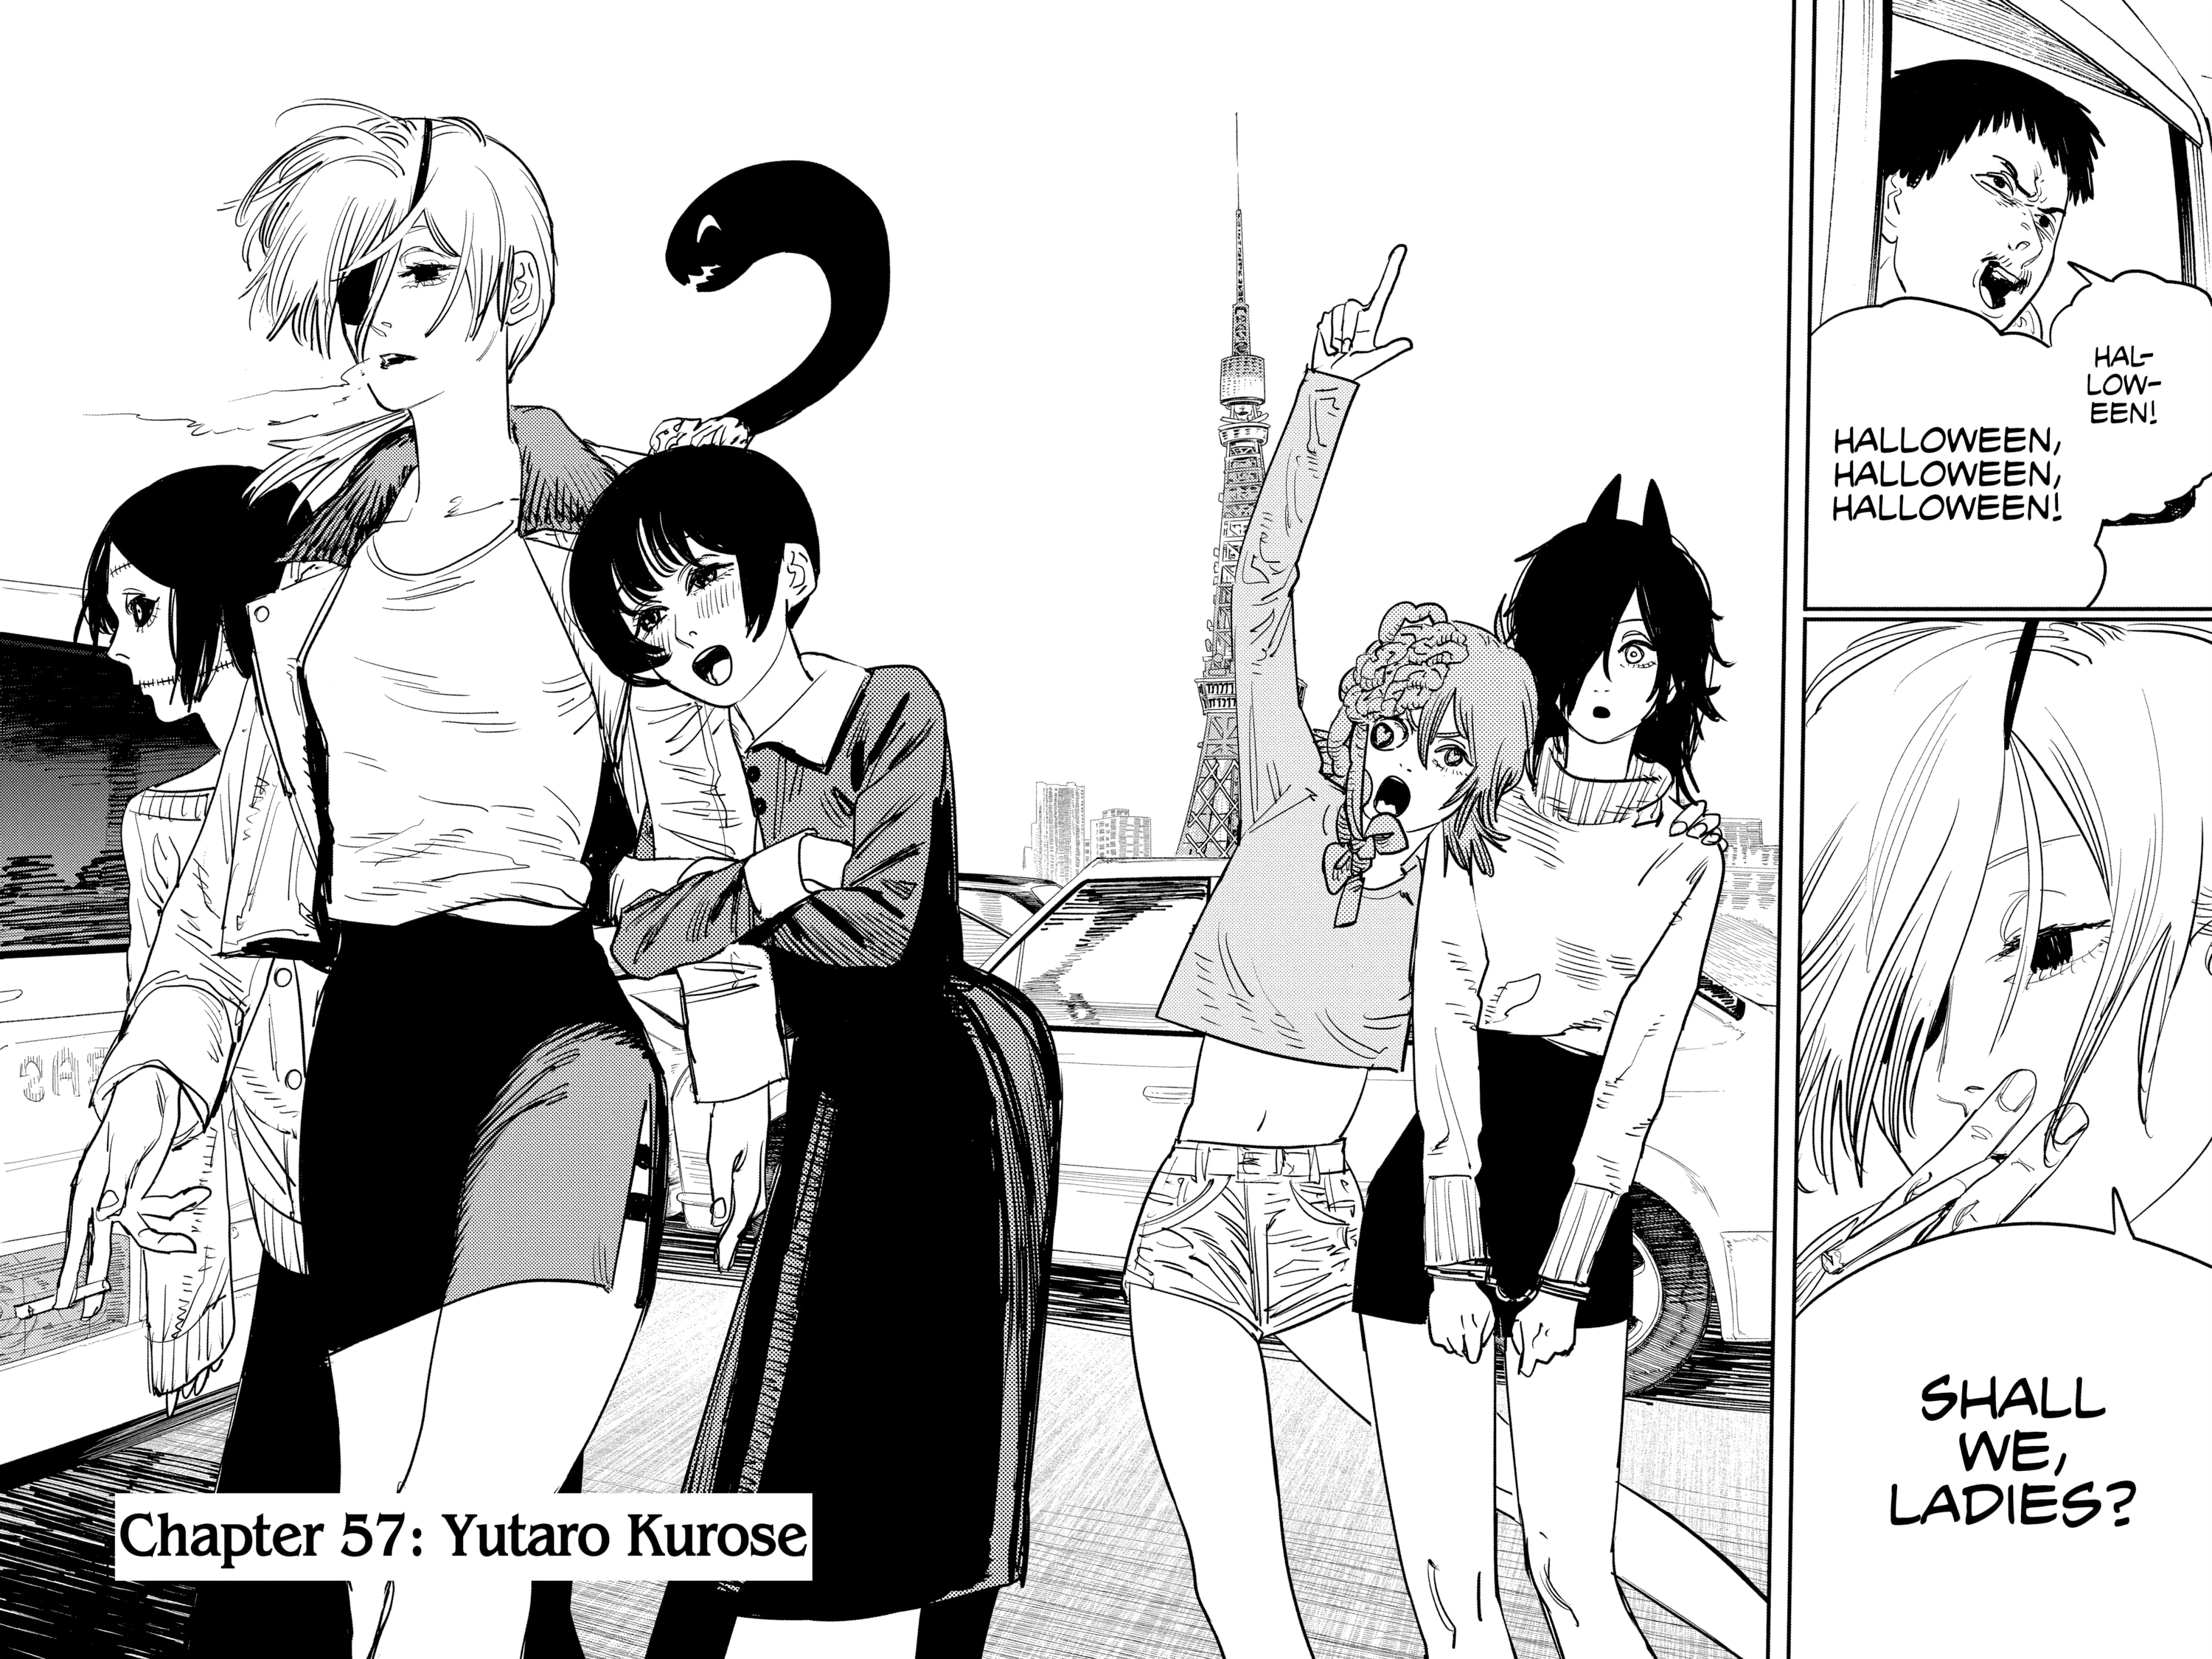 HAL-
LOW-
EEN!
HALLOWEEN,
HALLOWEEN,
HALLOWEEN!
SHALL
WE,
LADIES?
Chapter 57: Yutaro Kurose